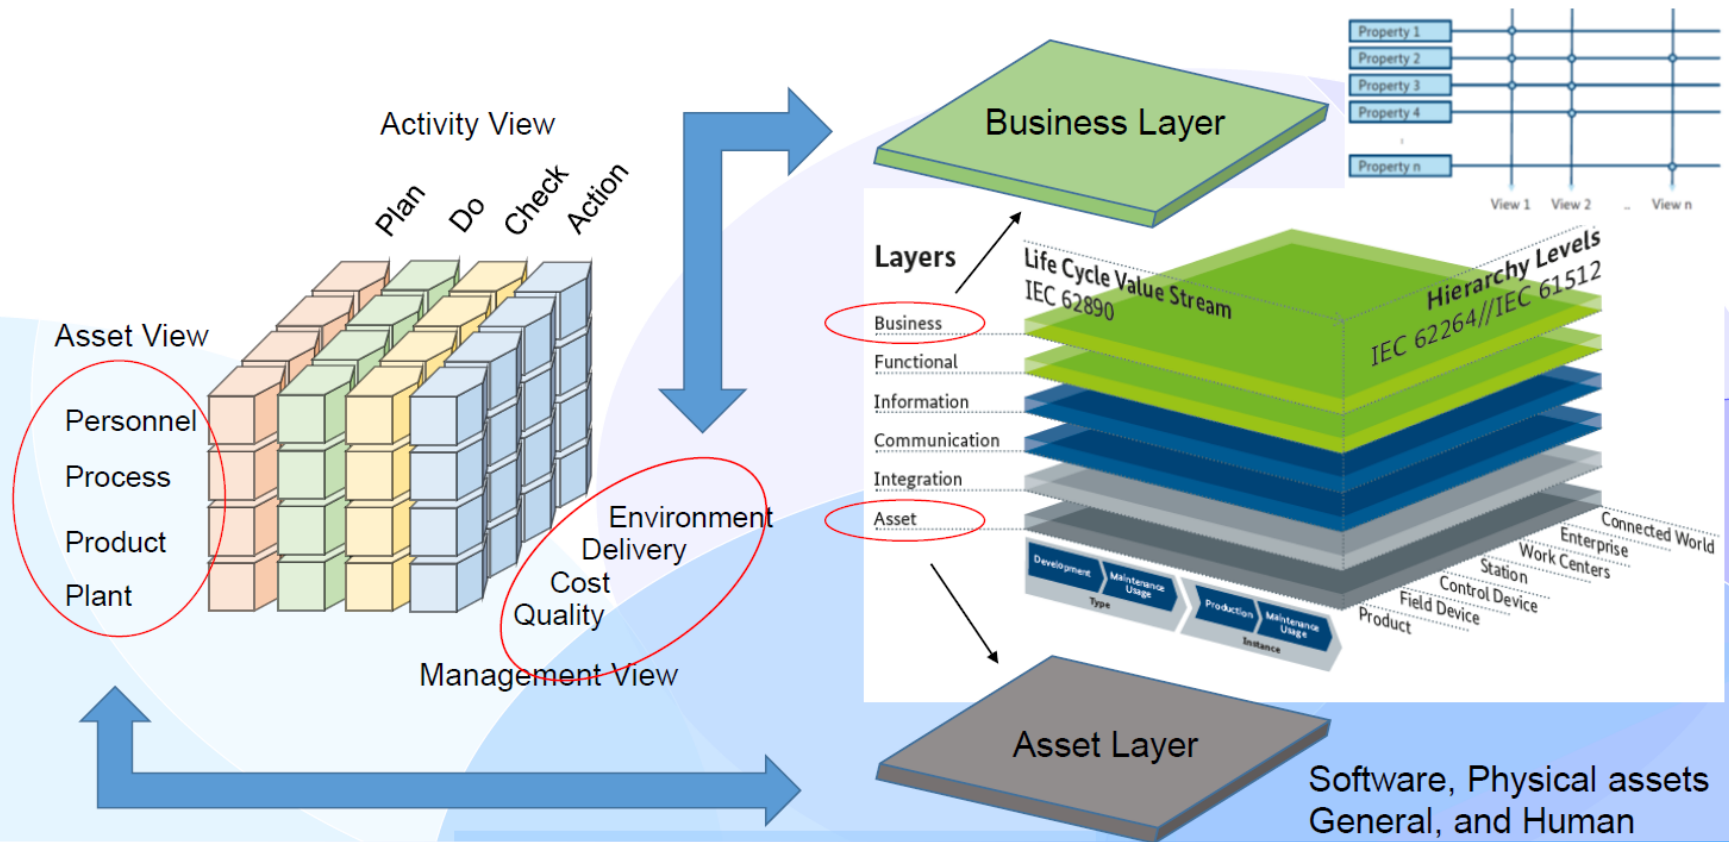 Activity View
Plan
Do
Check
Action
Asset View
Personnel
Process
Product
Plant
Environment
Delivery
Cost
Quality
Management View
Business Layer
Property 1
Property 2
Property 3
Property 4
:
Property n
View 1
View 2
..
View n
Layers
Business
Functional
Information
Communication
Integration
Asset
Life Cycle Value Stream
IEC 62890
Hierarchy Levels
IEC 62264//IEC 61512
Connected World
Enterprise
Work Centers
Station
Control Device
Field Device
Product
Development
Maintenance
Usage
Type
Production
Maintenance
Usage
Instance
Asset Layer
Software, Physical assets
General, and Human